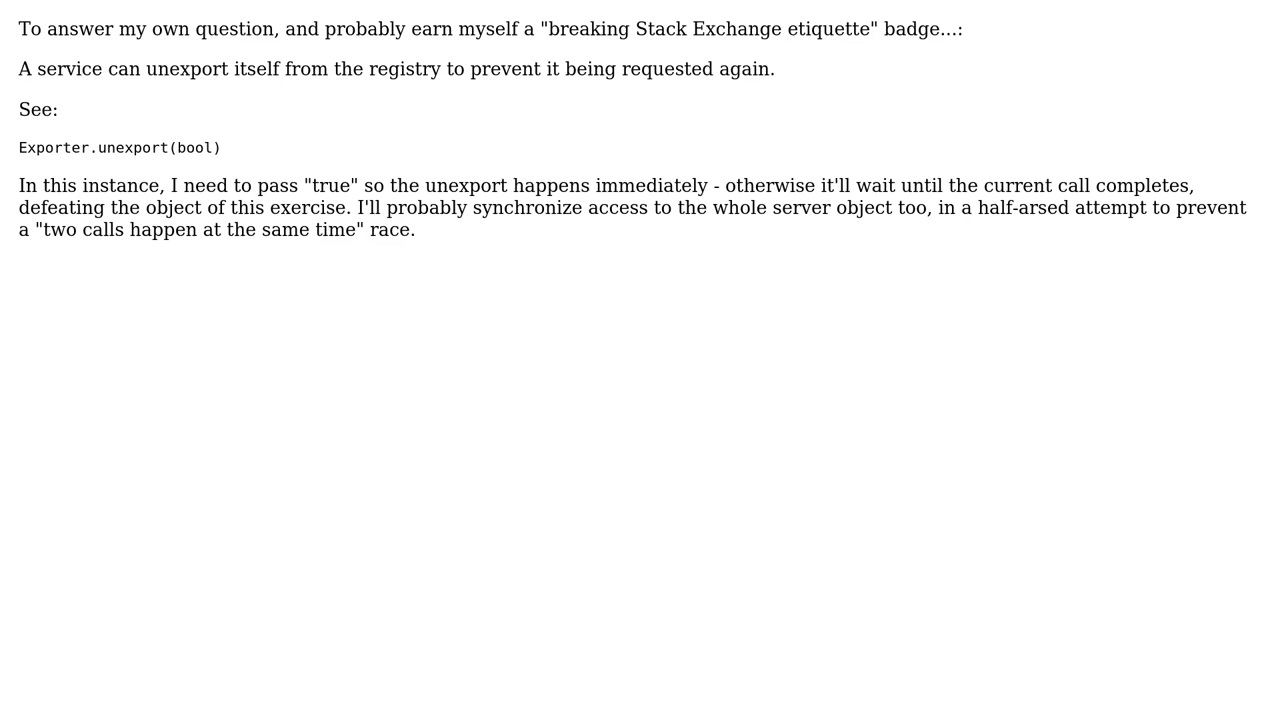 To answer my own question, and probably earn myself a "breaking Stack Exchange etiquette" badge...:
A service can unexport itself from the registry to prevent it being requested again.
See:
Exporter.unexport(bool)
In this instance, I need to pass "true" so the unexport happens immediately - otherwise it'll wait until the current call completes,
defeating the object of this exercise. I'll probably synchronize access to the whole server object too, in a half-arsed attempt to prevent
a "two calls happen at the same time" race.